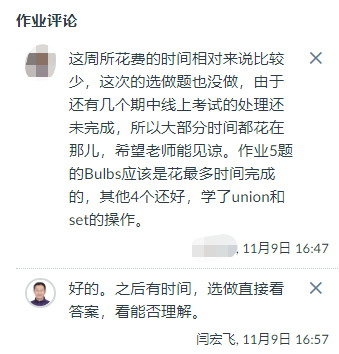 作业评论
这周所花费的时间相对来说比较
少，这次的选做题也没做，由于
还有几个期中线上考试的处理还
未完成，所以大部分时间都花在
那儿，希望老师能见谅。作业5题
的Bulbs应该是花最多时间完成
的，其他4个还好，学了union和
set的操作。
, 11月9日 16:47
好的。之后有时间，选做直接看
答案，看能否理解。
闫宏飞, 11月9日 16:57